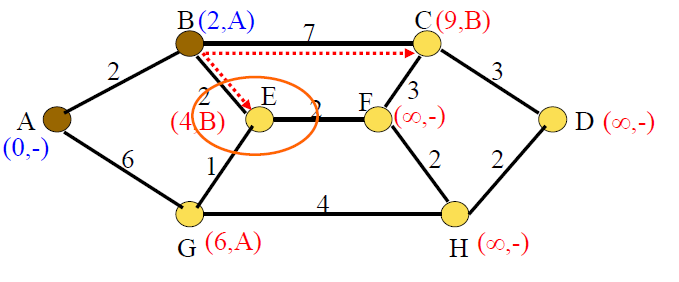 B (2,A)
7
C (9,B)
2
3
2
E
3
A
(4,B)
2
F
(∞,-)
D (∞,-)
(0,-)
6
1
2
2
4
G (6,A)
H (∞,-)